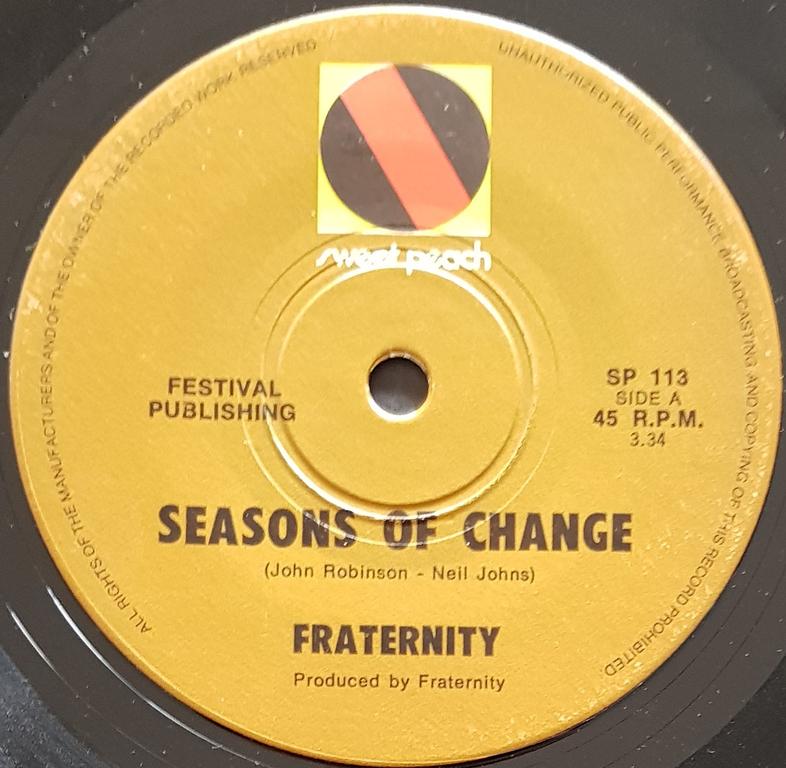 ALL RIGHTS OF THE MANUFACTURERS AND OF THE OWNER OF THE RECORDED WORK RESERVED
UNAUTHORIZED PUBLIC PERFORMANCE BROADCASTING AND COPYING OF THIS RECORD PROHIBITED
sweet peach
FESTIVAL
PUBLISHING
SP 113
SIDE A
45 R.P.M.
3.34
SEASONS OF CHANGE
(John Robinson - Neil Johns)
FRATERNITY
Produced by Fraternity